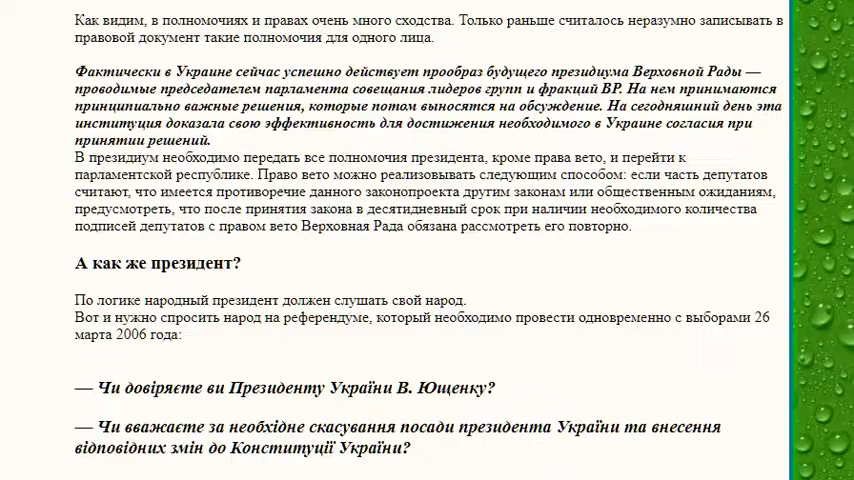 Как видим, в полномочиях и правах очень много сходства. Только раньше считалось неразумно записывать в
правовой документ такие полномочия для одного лица.
Фактически в Украине сейчас успешно действует прообраз будущего президиума Верховной Рады —
проводимые председателем парламента совещания лидеров групп и фракций ВР. На нем принимаются
принципиально важные решения, которые потом выносятся на обсуждение. На сегодняшний день эта
институция доказала свою эффективность для достижения необходимого в Украине согласия при
принятии решений.
В президиум необходимо передать все полномочия президента, кроме права вето, и перейти к
парламентской республике. Право вето можно реализовывать следующим способом: если часть депутатов
считают, что имеется противоречие данного законопроекта другим законам или общественным ожиданиям,
предусмотреть, что после принятия закона в десятидневный срок при наличии необходимого количества
подписей депутатов с правом вето Верховная Рада обязана рассмотреть его повторно.
А как же президент?
По логике народный президент должен слушать свой народ.
Вот и нужно спросить народ на референдуме, который необходимо провести одновременно с выборами 26
марта 2006 года:
— Чи довіряєте ви Президенту України В. Ющенку?
— Чи вважаєте за необхідне скасування посади президента України та внесення
відповідних змін до Конституції України?